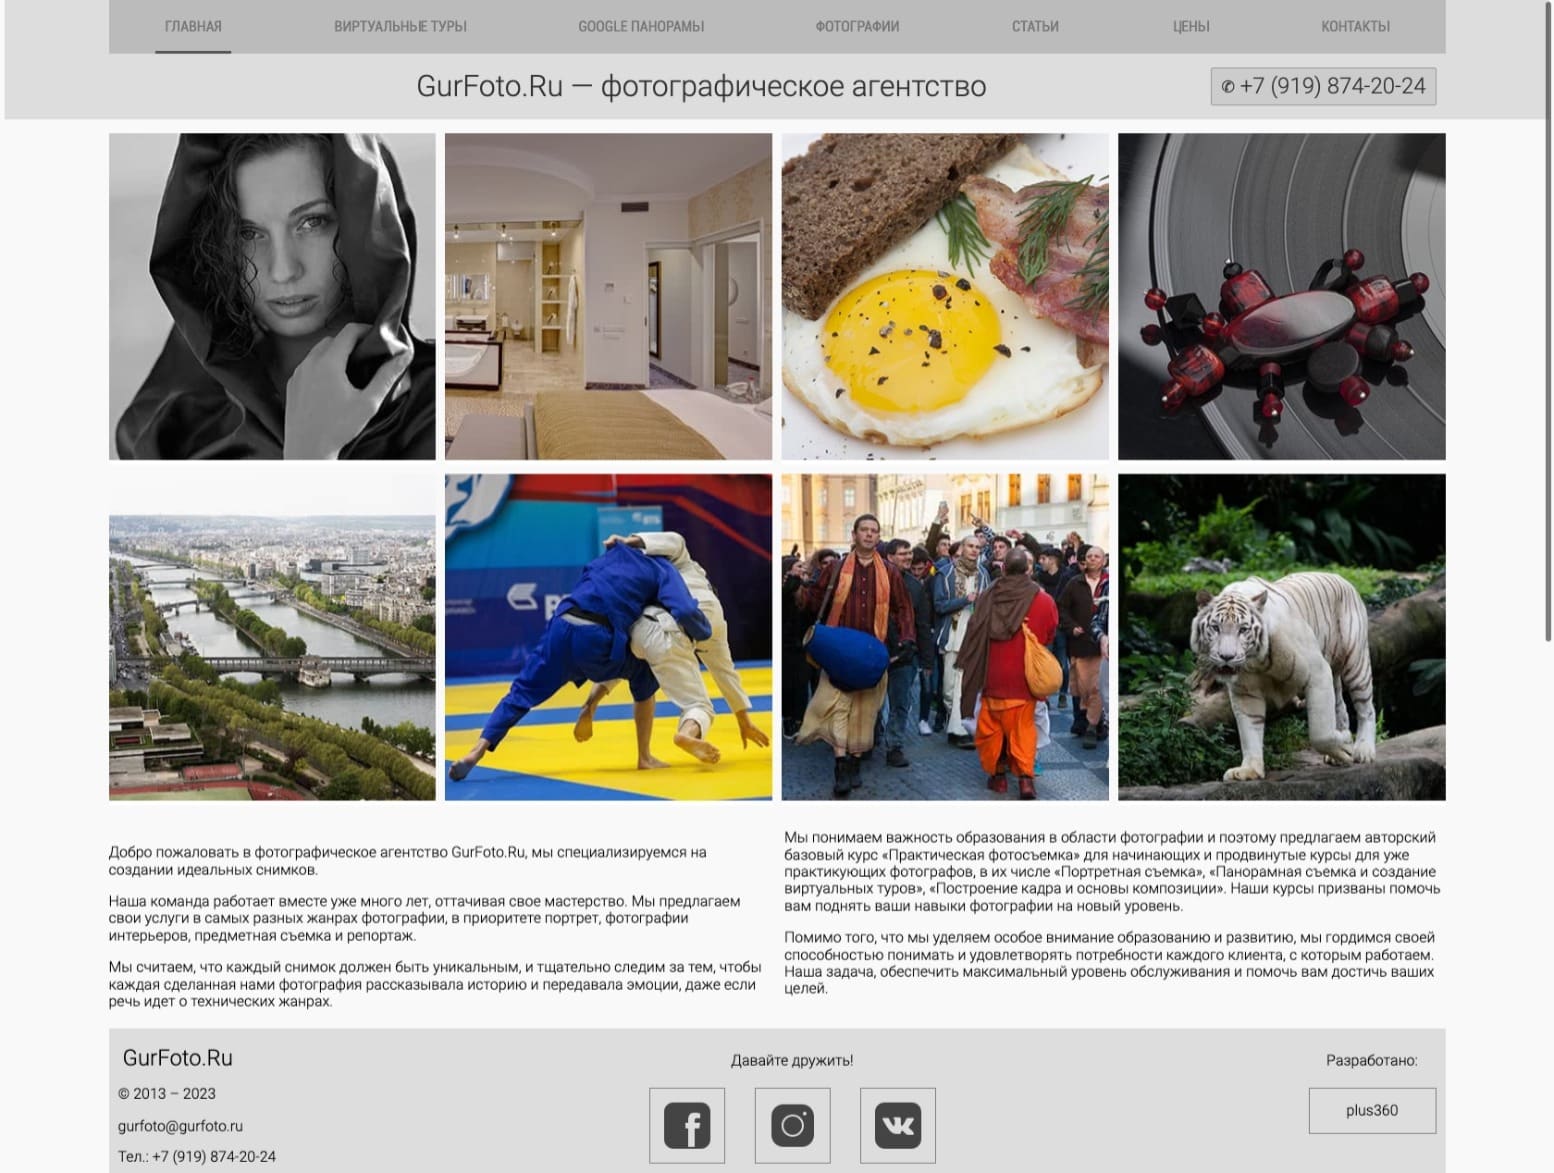 ГЛАВНАЯ ВИРТУАЛЬНЫЕ ТУРЫ GOOGLE ПАНОРАМЫ ФОТОГРАФИИ СТАТЬИ ЦЕНЫ КОНТАКТЫ
GurFoto.Ru — фотографическое агентство
✆ +7 (919) 874-20-24
Добро пожаловать в фотографическое агентство GurFoto.Ru, мы специализируемся на
создании идеальных снимков.
Наша команда работает вместе уже много лет, оттачивая свое мастерство. Мы предлагаем
свои услуги в самых разных жанрах фотографии, в приоритете портрет, фотографии
интерьеров, предметная съемка и репортаж.
Мы считаем, что каждый снимок должен быть уникальным, и тщательно следим за тем, чтобы
каждая сделанная нами фотография рассказывала историю и передавала эмоции, даже если
речь идет о технических жанрах.
Мы понимаем важность образования в области фотографии и поэтому предлагаем авторский
базовый курс «Практическая фотосъемка» для начинающих и продвинутые курсы для уже
практикующих фотографов, в их числе «Портретная съемка», «Панорамная съемка и создание
виртуальных туров», «Построение кадра и основы композиции». Наши курсы призваны помочь
вам поднять ваши навыки фотографии на новый уровень.
Помимо того, что мы уделяем особое внимание образованию и развитию, мы гордимся своей
способностью понимать и удовлетворять потребности каждого клиента, с которым работаем.
Наша задача, обеспечить максимальный уровень обслуживания и помочь вам достичь ваших
целей.
GurFoto.Ru
© 2013 – 2023
gurfoto@gurfoto.ru
Тел.: +7 (919) 874-20-24
Давайте дружить!
Разработано:
plus360